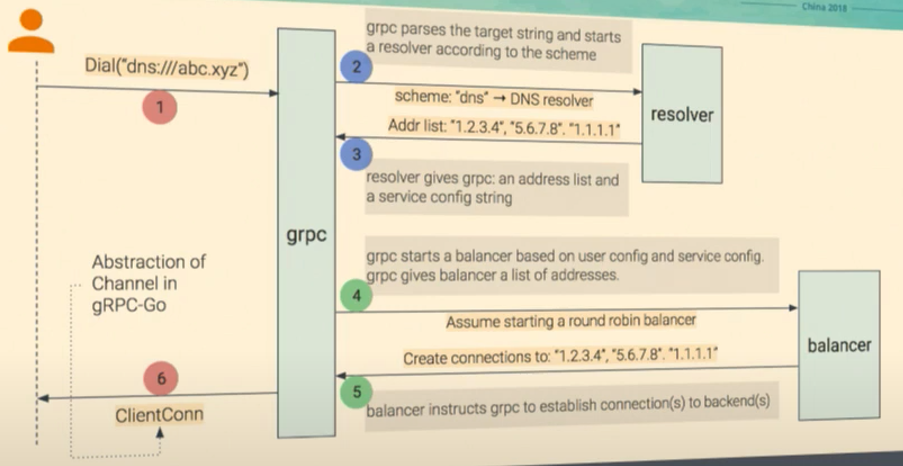 China 2018
grpc parses the target string and starts
a resolver according to the scheme
Dial("dns:///abc.xyz")
2
1
scheme: "dns" → DNS resolver
resolver
Addr list: "1.2.3.4", "5.6.7.8". "1.1.1.1"
3
resolver gives grpc: an address list and
a service config string
grpc
Abstraction of
Channel in
gRPC-Go
grpc starts a balancer based on user config and service config.
grpc gives balancer a list of addresses.
4
Assume starting a round robin balancer
balancer
Create connections to: "1.2.3.4", "5.6.7.8". "1.1.1.1"
6
5
ClientConn
balancer instructs grpc to establish connection(s) to backend(s)